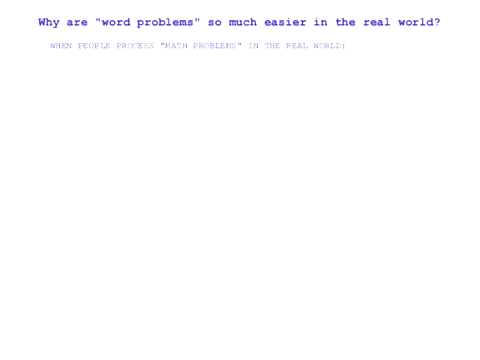 Why are "word problems" so much easier in the real world?
WHEN PEOPLE PROCESS "MATH PROBLEMS" IN THE REAL WORLD: